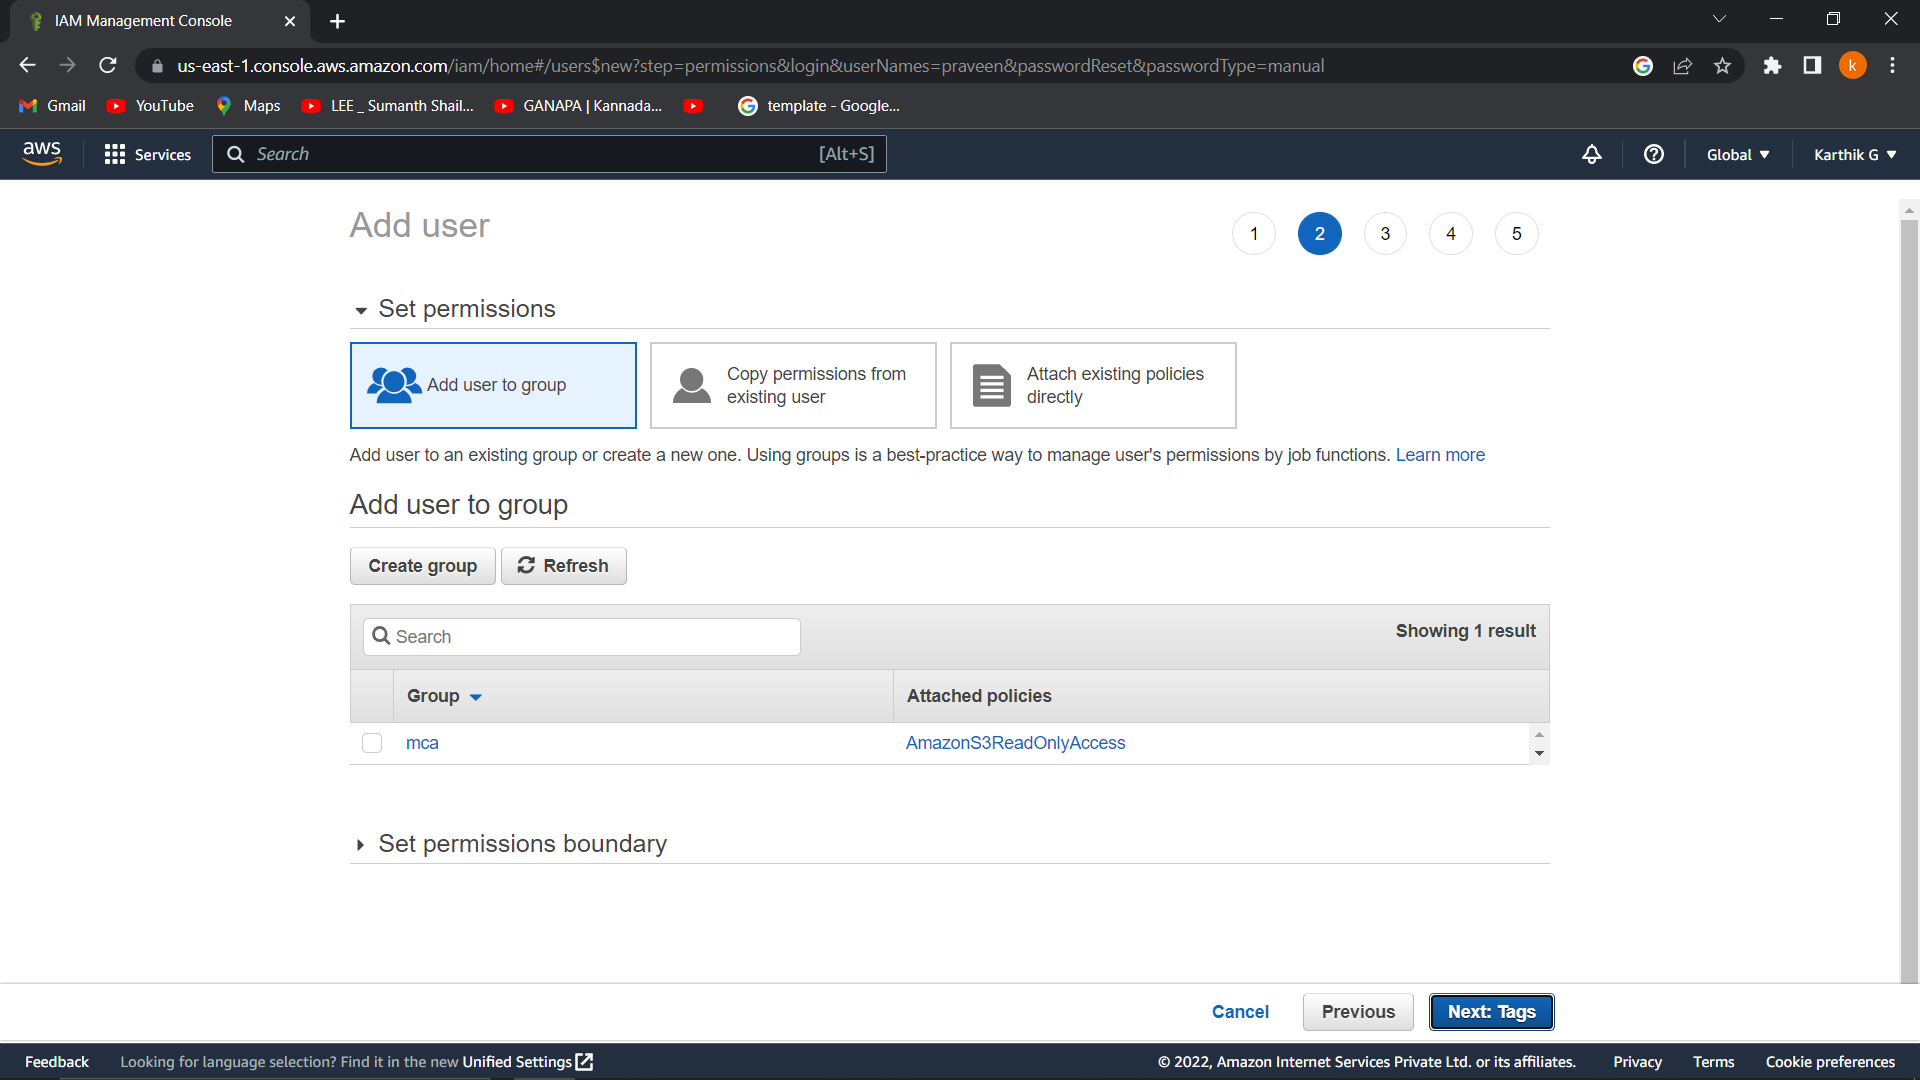 IAM Management Console
us-east-1.console.aws.amazon.com/iam/home#/users$new?step=permissions&login&userNames=praveen&passwordReset&passwordType=manual
k
Gmail YouTube Maps LEE _ Sumanth Shail... GANAPA | Kannada... template - Google...
aws Services Search [Alt+S] Global Karthik G
Add user 1 2 3 4 5
Set permissions
Add user to group
Copy permissions from
existing user
Attach existing policies
directly
Add user to an existing group or create a new one. Using groups is a best-practice way to manage user's permissions by job functions. Learn more
Add user to group
Create group Refresh
Search Showing 1 result
Group Attached policies
mca AmazonS3ReadOnlyAccess
Set permissions boundary
Cancel Previous Next: Tags
Feedback Looking for language selection? Find it in the new Unified Settings © 2022, Amazon Internet Services Private Ltd. or its affiliates. Privacy Terms Cookie preferences